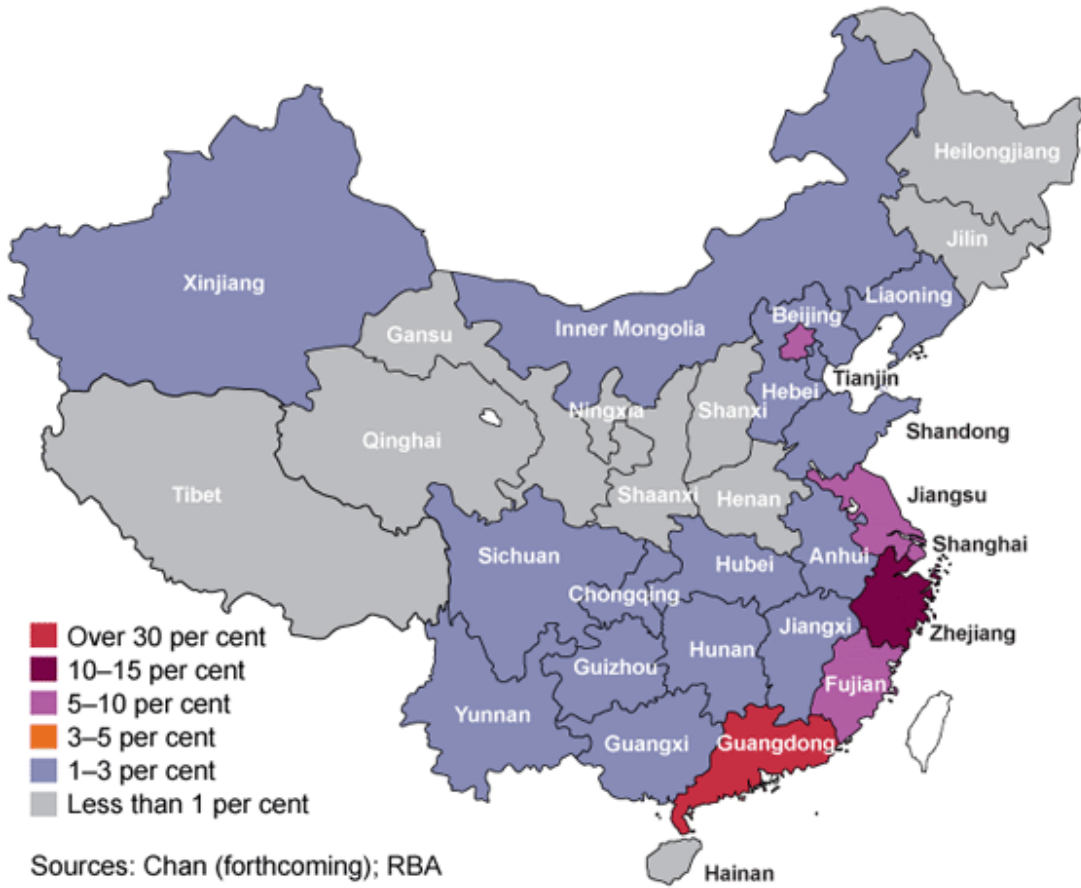 Heilongjiang
Jilin
Xinjiang
Liaoning
Beijing
Inner Mongolia
Gansu
Tianjin
Hebei
Ningxia
Shanxi
Shandong
Qinghai
Tibet
Shaanxi
Henan
Jiangsu
Shanghai
Sichuan
Hubei
Anhui
Chongqing
Jiangxi
Zhejiang
Hunan
Guizhou
Fujian
Yunnan
Guangxi
Guangdong
Hainan
Over 30 per cent
10–15 per cent
5–10 per cent
3–5 per cent
1–3 per cent
Less than 1 per cent
Sources: Chan (forthcoming); RBA